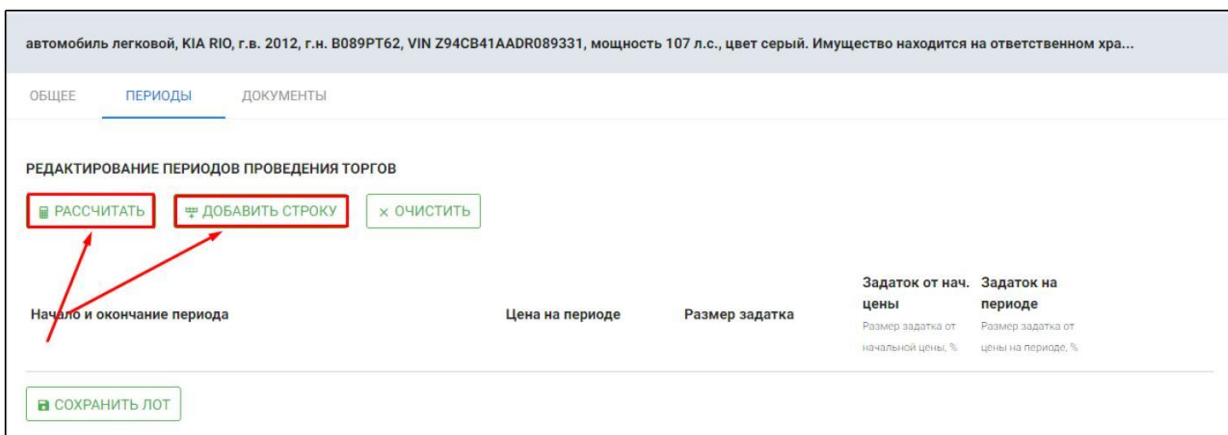 автомобиль легковой, KIA RIO, г.в. 2012, г.н. В089РТ62, VIN Z94CB41AADR089331, мощность 107 л.с., цвет серый. Имущество находится на ответственном хра...
ОБЩЕЕ ПЕРИОДЫ ДОКУМЕНТЫ
РЕДАКТИРОВАНИЕ ПЕРИОДОВ ПРОВЕДЕНИЯ ТОРГОВ
РАССЧИТАТЬ ДОБАВИТЬ СТРОКУ × ОЧИСТИТЬ
Начало и окончание периода
Цена на периоде
Размер задатка
Задаток от нач.
цены
Размер задатка от
начальной цены, %
Задаток на
периоде
Размер задатка от
цены на периоде, %
СОХРАНИТЬ ЛОТ